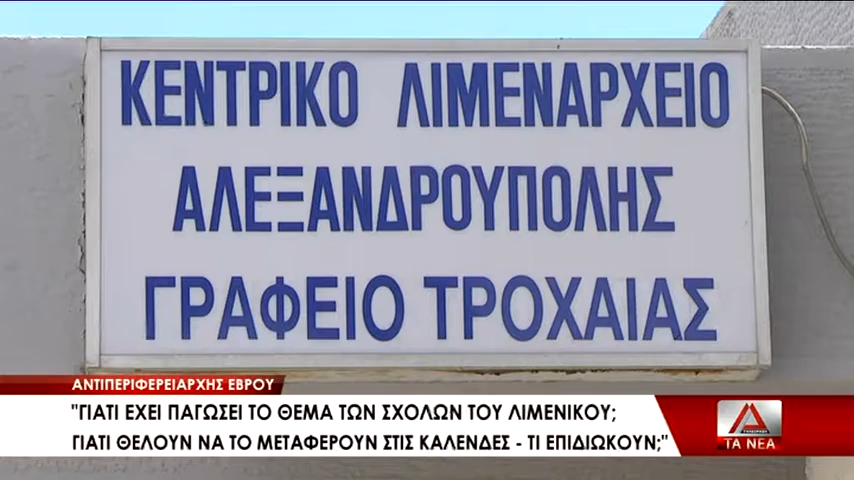 ΚΕΝΤΡΙΚΟ ΛΙΜΕΝΑΡΧΕΙΟ
ΑΛΕΞΑΝΔΡΟΥΠΟΛΗΣ
ΓΡΑΦΕΙΟ ΤΡΟΧΑΙΑΣ
ΑΝΤΙΠΕΡΙΦΕΡΕΙΑΡΧΗΣ ΕΒΡΟΥ
"ΓΙΑΤΙ ΕΧΕΙ ΠΑΓΩΣΕΙ ΤΟ ΘΕΜΑ ΤΩΝ ΣΧΟΛΩΝ ΤΟΥ ΛΙΜΕΝΙΚΟΥ;
ΓΙΑΤΙ ΘΕΛΟΥΝ ΝΑ ΤΟ ΜΕΤΑΦΕΡΟΥΝ ΣΤΙΣ ΚΑΛΕΝΔΕΣ - ΤΙ ΕΠΙΔΙΩΚΟΥΝ;"
ΤΑ ΝΕΑ